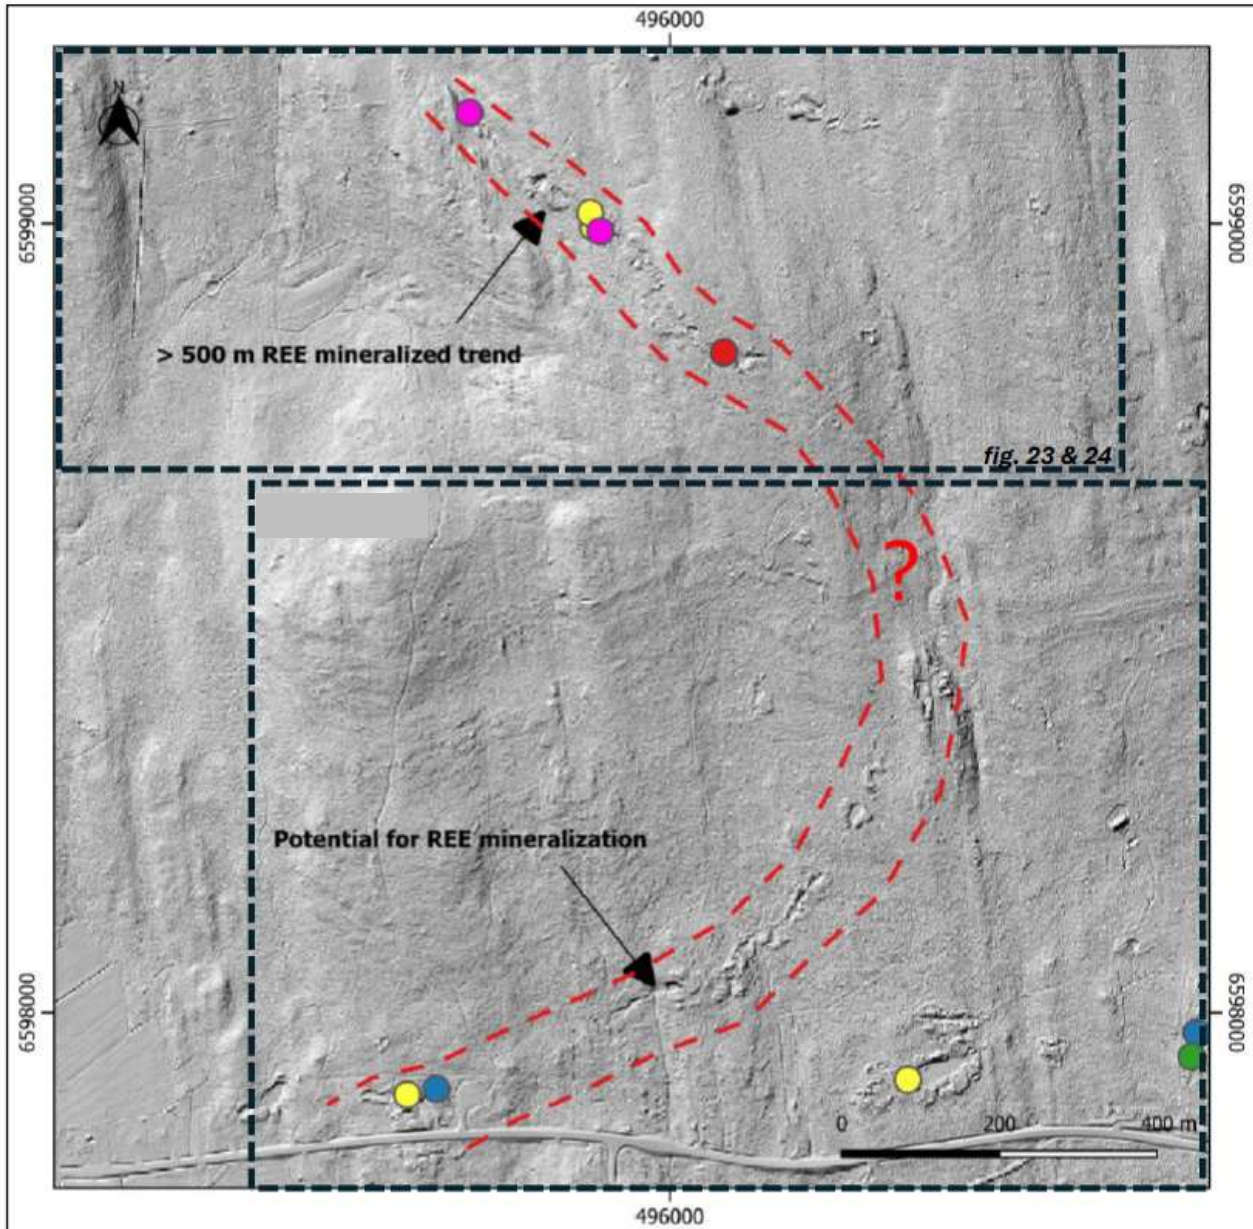 496000
N
6599000
6599000
> 500 m REE mineralized trend
fig. 23 & 24
?
Potential for REE mineralization
6598000
6598000
0 200 400 m
496000